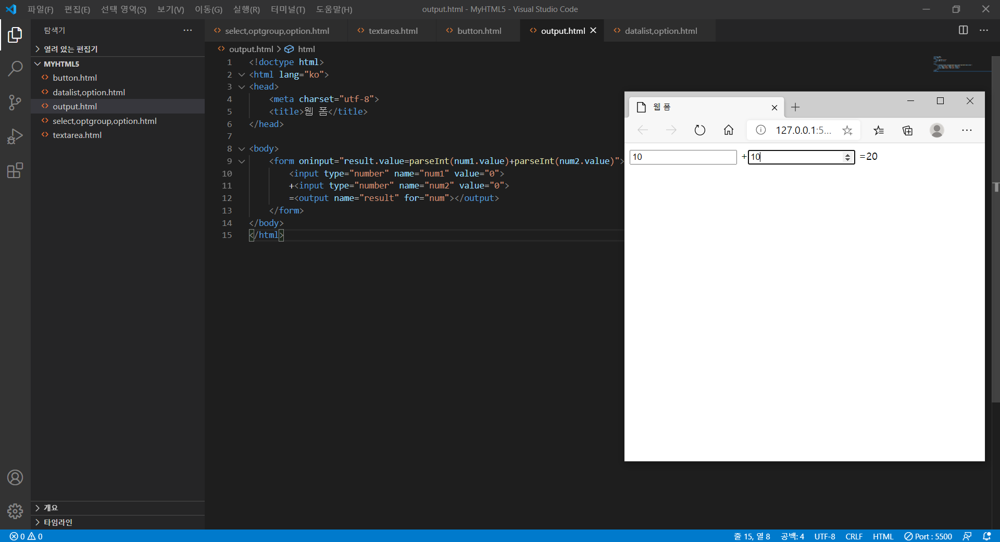 파일(F) 편집(E) 선택 영역(S) 보기(V) 이동(G) 실행(R) 터미널(T) 도움말(H) output.html - MyHTML5 - Visual Studio Code
탐색기
열려 있는 편집기
MYHTML5
button.html
datalist,option.html
output.html
select,optgroup,option.html
textarea.html
개요
타임라인
select,optgroup,option.html textarea.html button.html output.html datalist,option.html
output.html > html
1 <!doctype html>
2 <html lang="ko">
3 <head>
4 <meta charset="utf-8">
5 <title>웹 폼</title>
6 </head>
7
8 <body>
9 <form oninput="result.value=parseInt(num1.value)+parseInt(num2.value)">
10 <input type="number" name="num1" value="0">
11 +<input type="number" name="num2" value="0">
12 =<output name="result" for="num"></output>
13 </form>
14 </body>
15 </html>
웹 폼
127.0.0.1:5...
10 +10 =20
0 0 줄 15, 열 8 공백: 4 UTF-8 CRLF HTML Port : 5500